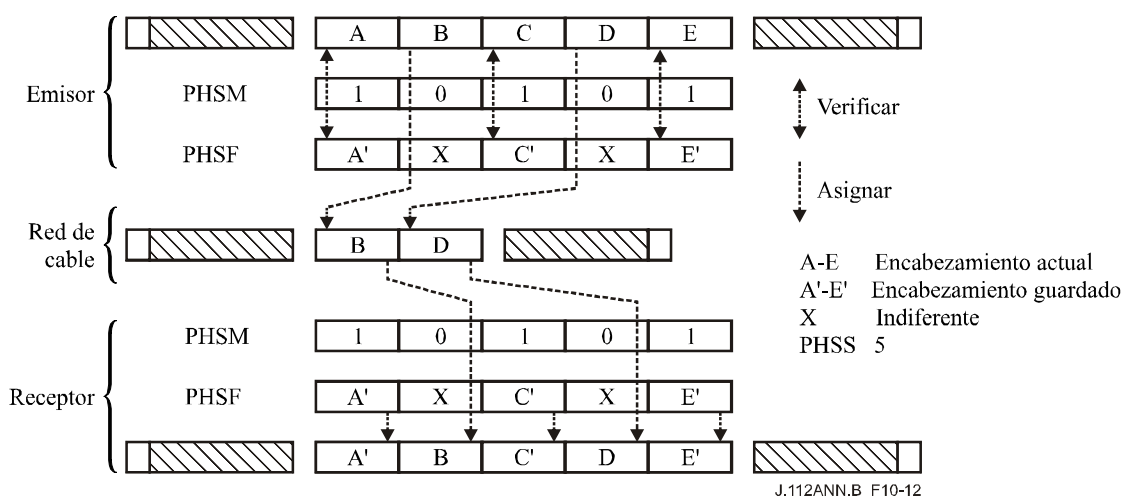 A B C D E
Emisor
PHSM 1 0 1 0 1
PHSF A' X C' X E'
Verificar
Asignar
Red de
cable
B D
A-E Encabezamiento actual
A'-E' Encabezamiento guardado
X Indiferente
PHSS 5
Receptor
PHSM 1 0 1 0 1
PHSF A' X C' X E'
A' B C' D E'
J.112ANN.B F10-12